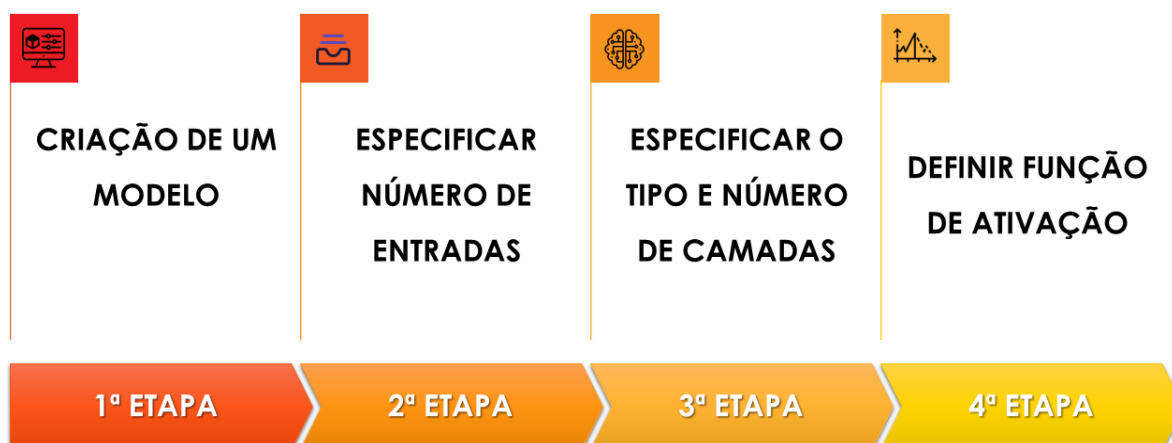 CRIAÇÃO DE UM
MODELO
ESPECIFICAR
NÚMERO DE
ENTRADAS
ESPECIFICAR O
TIPO E NÚMERO
DE CAMADAS
DEFINIR FUNÇÃO
DE ATIVAÇÃO
1ª ETAPA
2ª ETAPA
3ª ETAPA
4ª ETAPA